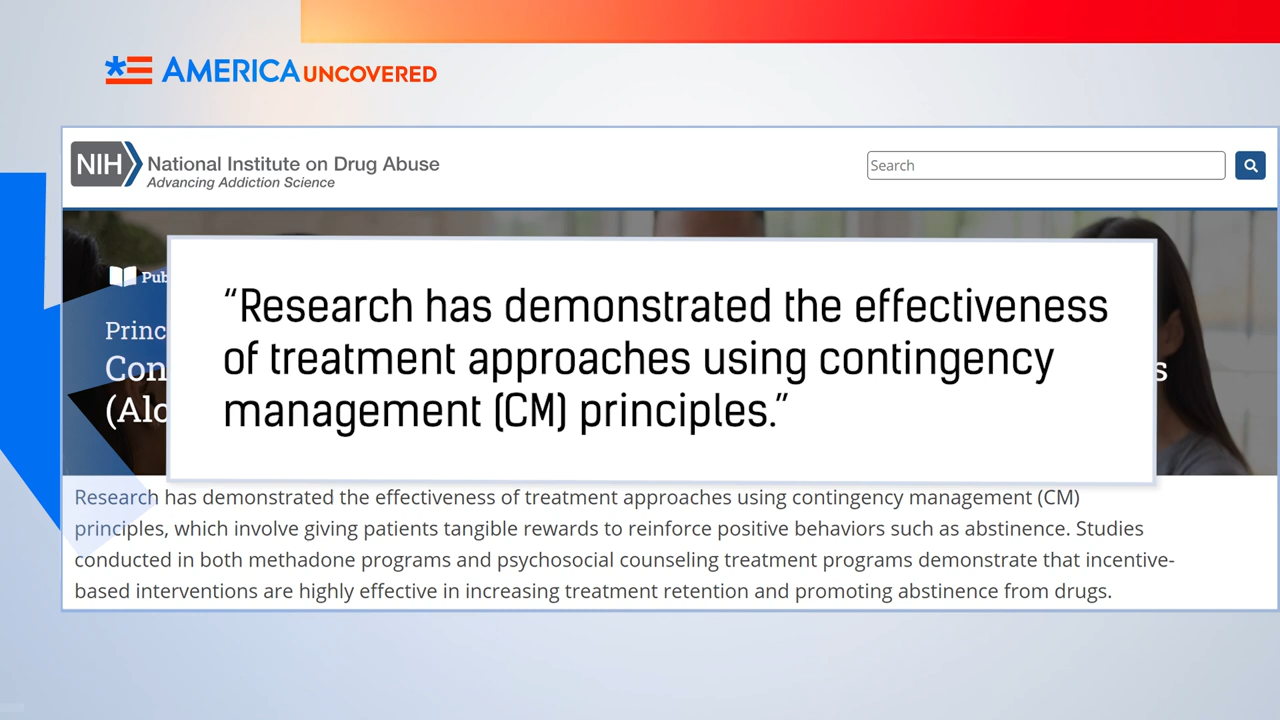 AMERICA UNCOVERED
NIH National Institute on Drug Abuse
Advancing Addiction Science
Search
“Research has demonstrated the effectiveness
of treatment approaches using contingency
management (CM) principles.”
Research has demonstrated the effectiveness of treatment approaches using contingency management (CM)
principles, which involve giving patients tangible rewards to reinforce positive behaviors such as abstinence. Studies
conducted in both methadone programs and psychosocial counseling treatment programs demonstrate that incentive-
based interventions are highly effective in increasing treatment retention and promoting abstinence from drugs.